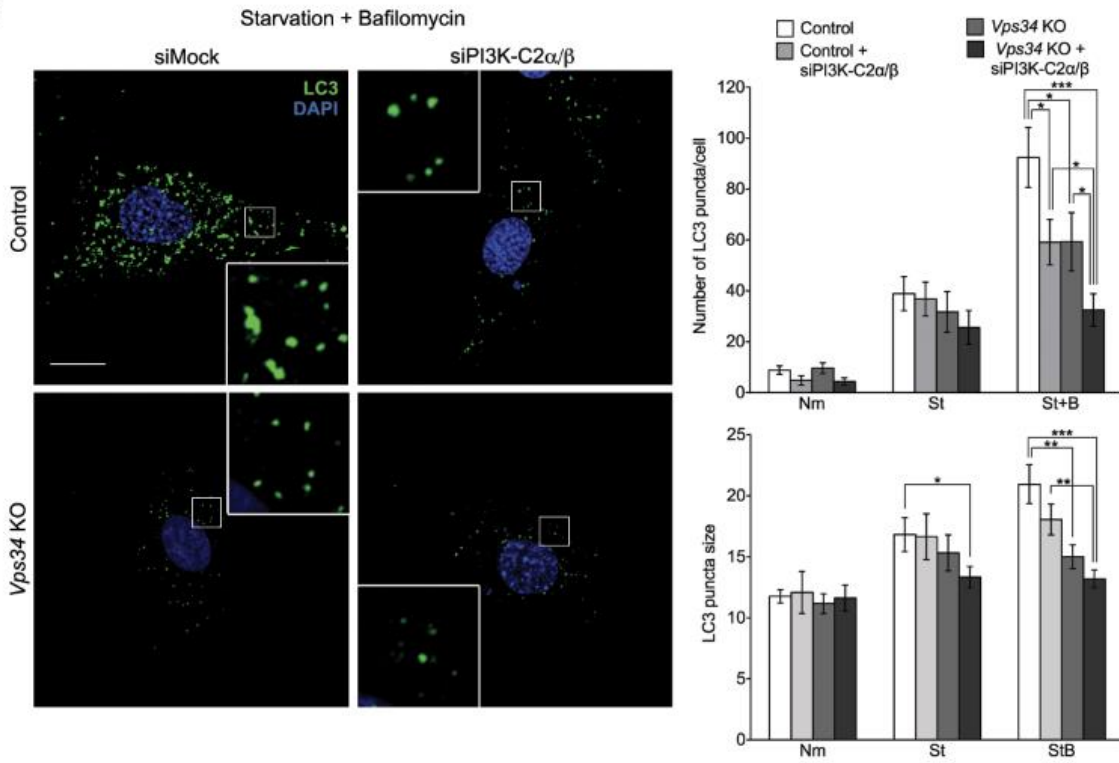 Starvation + Bafilomycin
siMock
siPI3K-C2α/β
LC3
DAPI
Control
Vps34 KO
Control
Control +
siPI3K-C2α/β
Vps34 KO
Vps34 KO +
siPI3K-C2α/β
Number of LC3 puncta/cell
120
100
80
60
40
20
0
***
*
*
*
*
Nm
St
St+B
LC3 puncta size
25
20
15
10
5
0
*
***
**
**
Nm
St
StB